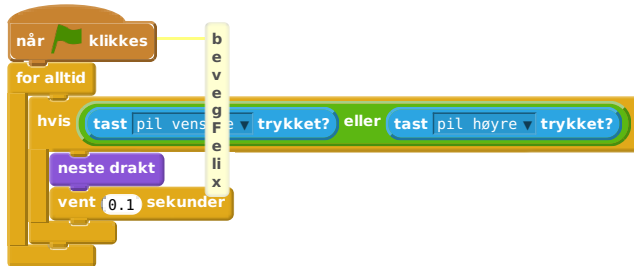 når klikkes
bevegFelix
for alltid
hvis tast pil venstre trykket? eller tast pil høyre trykket?
neste drakt
vent 0.1 sekunder